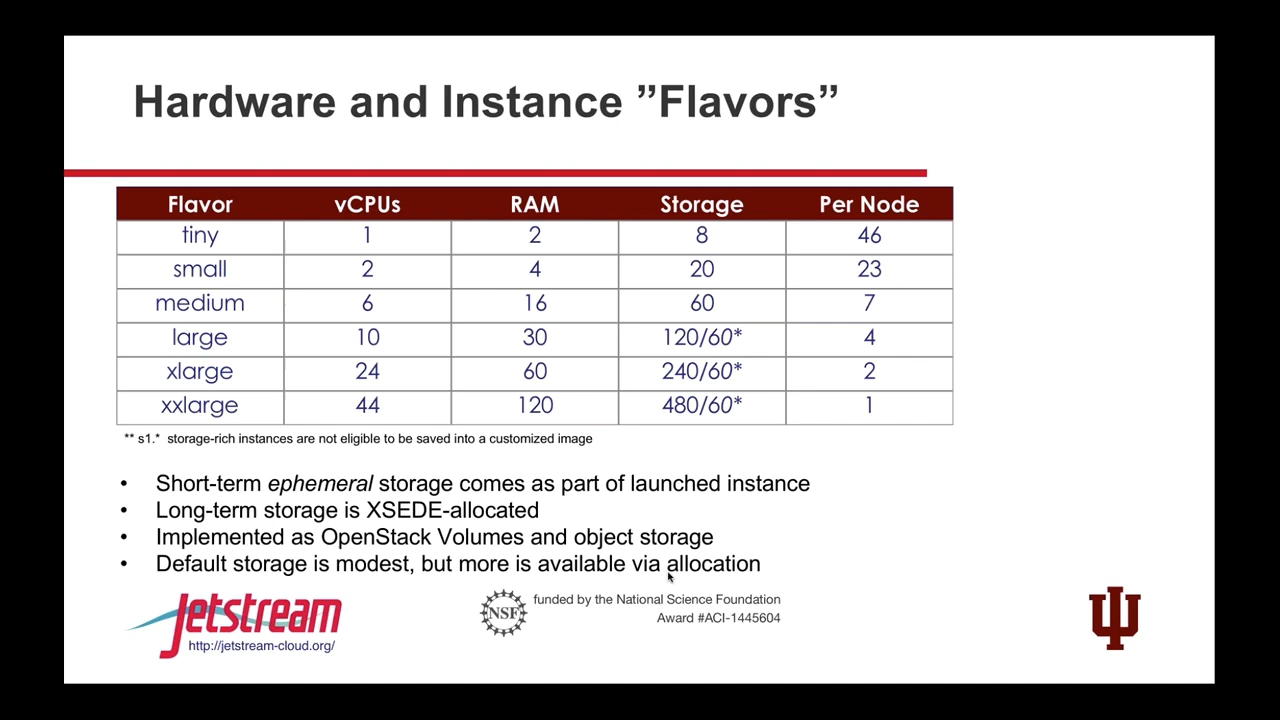 Hardware and Instance ”Flavors”
Flavor vCPUs RAM Storage Per Node
tiny 1 2 8 46
small 2 4 20 23
medium 6 16 60 7
large 10 30 120/60* 4
xlarge 24 60 240/60* 2
xxlarge 44 120 480/60* 1
** s1.* storage-rich instances are not eligible to be saved into a customized image
• Short-term ephemeral storage comes as part of launched instance
• Long-term storage is XSEDE-allocated
• Implemented as OpenStack Volumes and object storage
• Default storage is modest, but more is available via allocation
Jetstream
http://jetstream-cloud.org/
NSF
funded by the National Science Foundation
Award #ACI-1445604